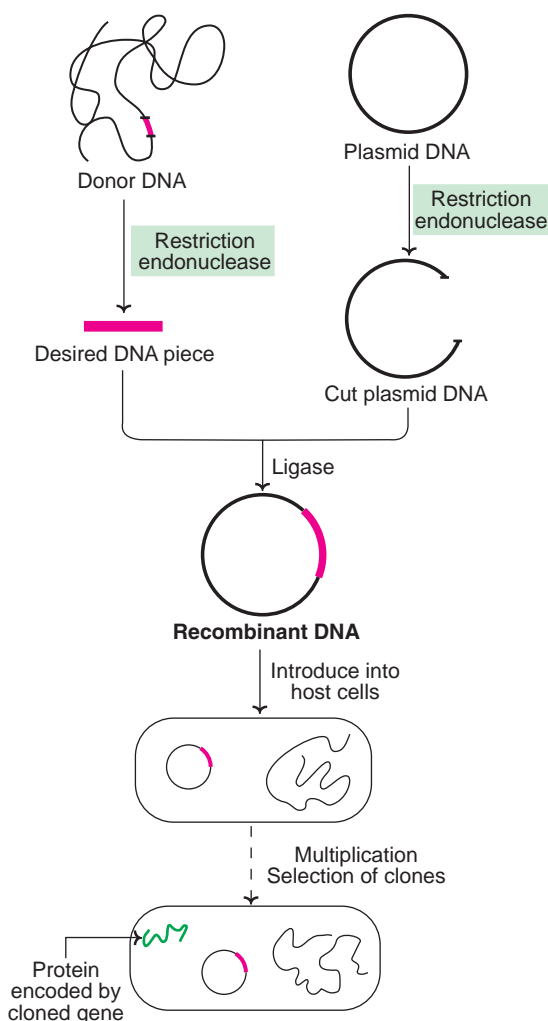 Donor DNA
Plasmid DNA
Restriction
endonuclease
Restriction
endonuclease
Desired DNA piece
Cut plasmid DNA
Ligase
Recombinant DNA
Introduce into
host cells
Multiplication
Selection of clones
Protein
encoded by
cloned gene